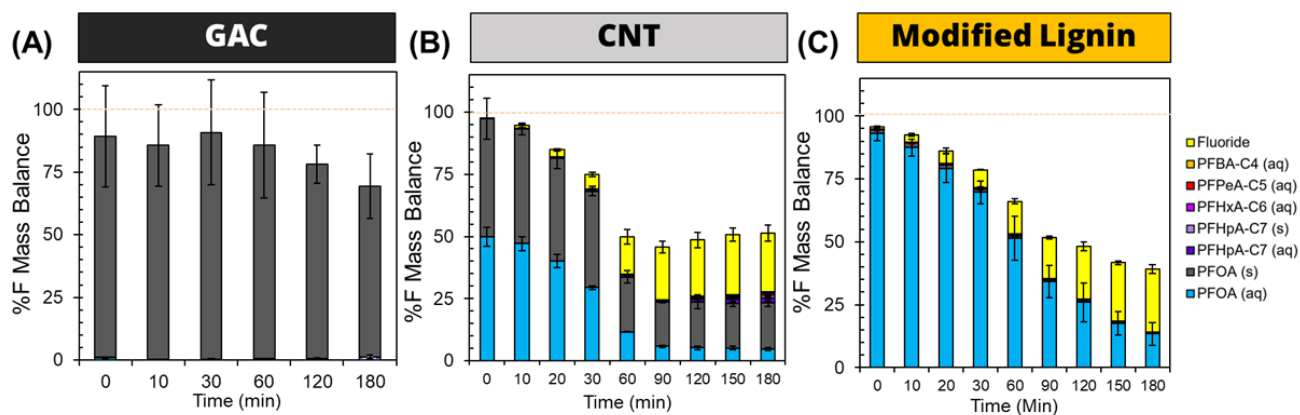 (A)
GAC
%F Mass Balance
100
75
50
25
0
0 10 30 60 120 180
Time (min)
(B)
CNT
%F Mass Balance
100
75
50
25
0
0 10 20 30 60 90 120 150 180
Time (min)
(C)
Modified Lignin
%F Mass Balance
100
75
50
25
0
0 10 20 30 60 90 120 150 180
Time (Min)
Fluoride
PFBA-C4 (aq)
PFPeA-C5 (aq)
PFHxA-C6 (aq)
PFHpA-C7 (s)
PFHpA-C7 (aq)
PFOA (s)
PFOA (aq)